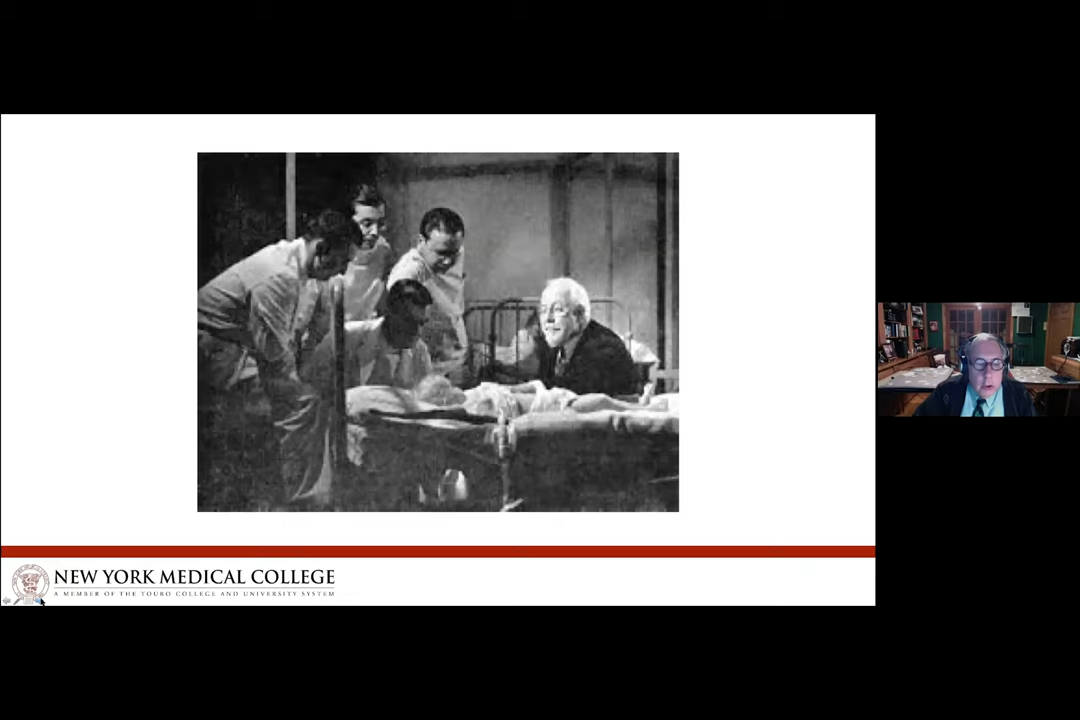 NEW YORK MEDICAL COLLEGE
A MEMBER OF THE TOURO COLLEGE AND UNIVERSITY SYSTEM